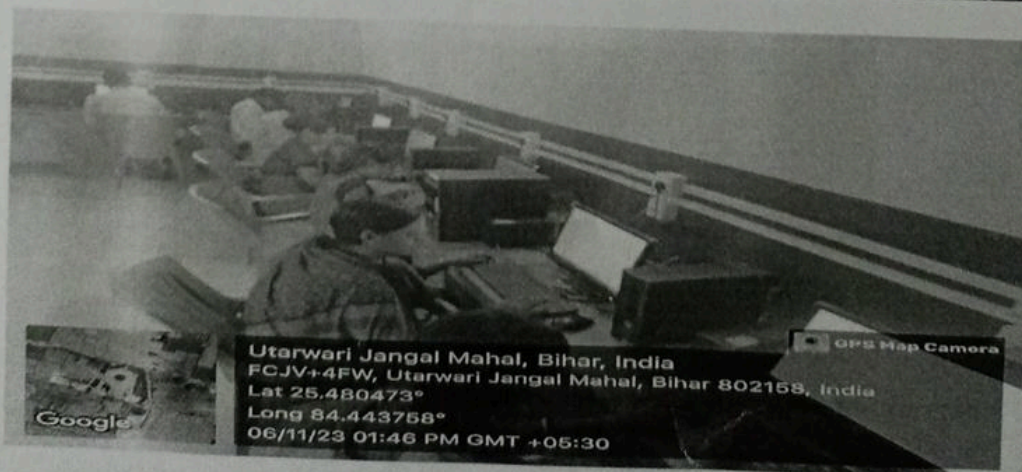 GPS Map Camera
Utarwari Jangal Mahal, Bihar, India
FCJV+4FW, Utarwari Jangal Mahal, Bihar 802158, India
Lat 25.480473°
Long 84.443758°
06/11/23 01:46 PM GMT +05:30
Google